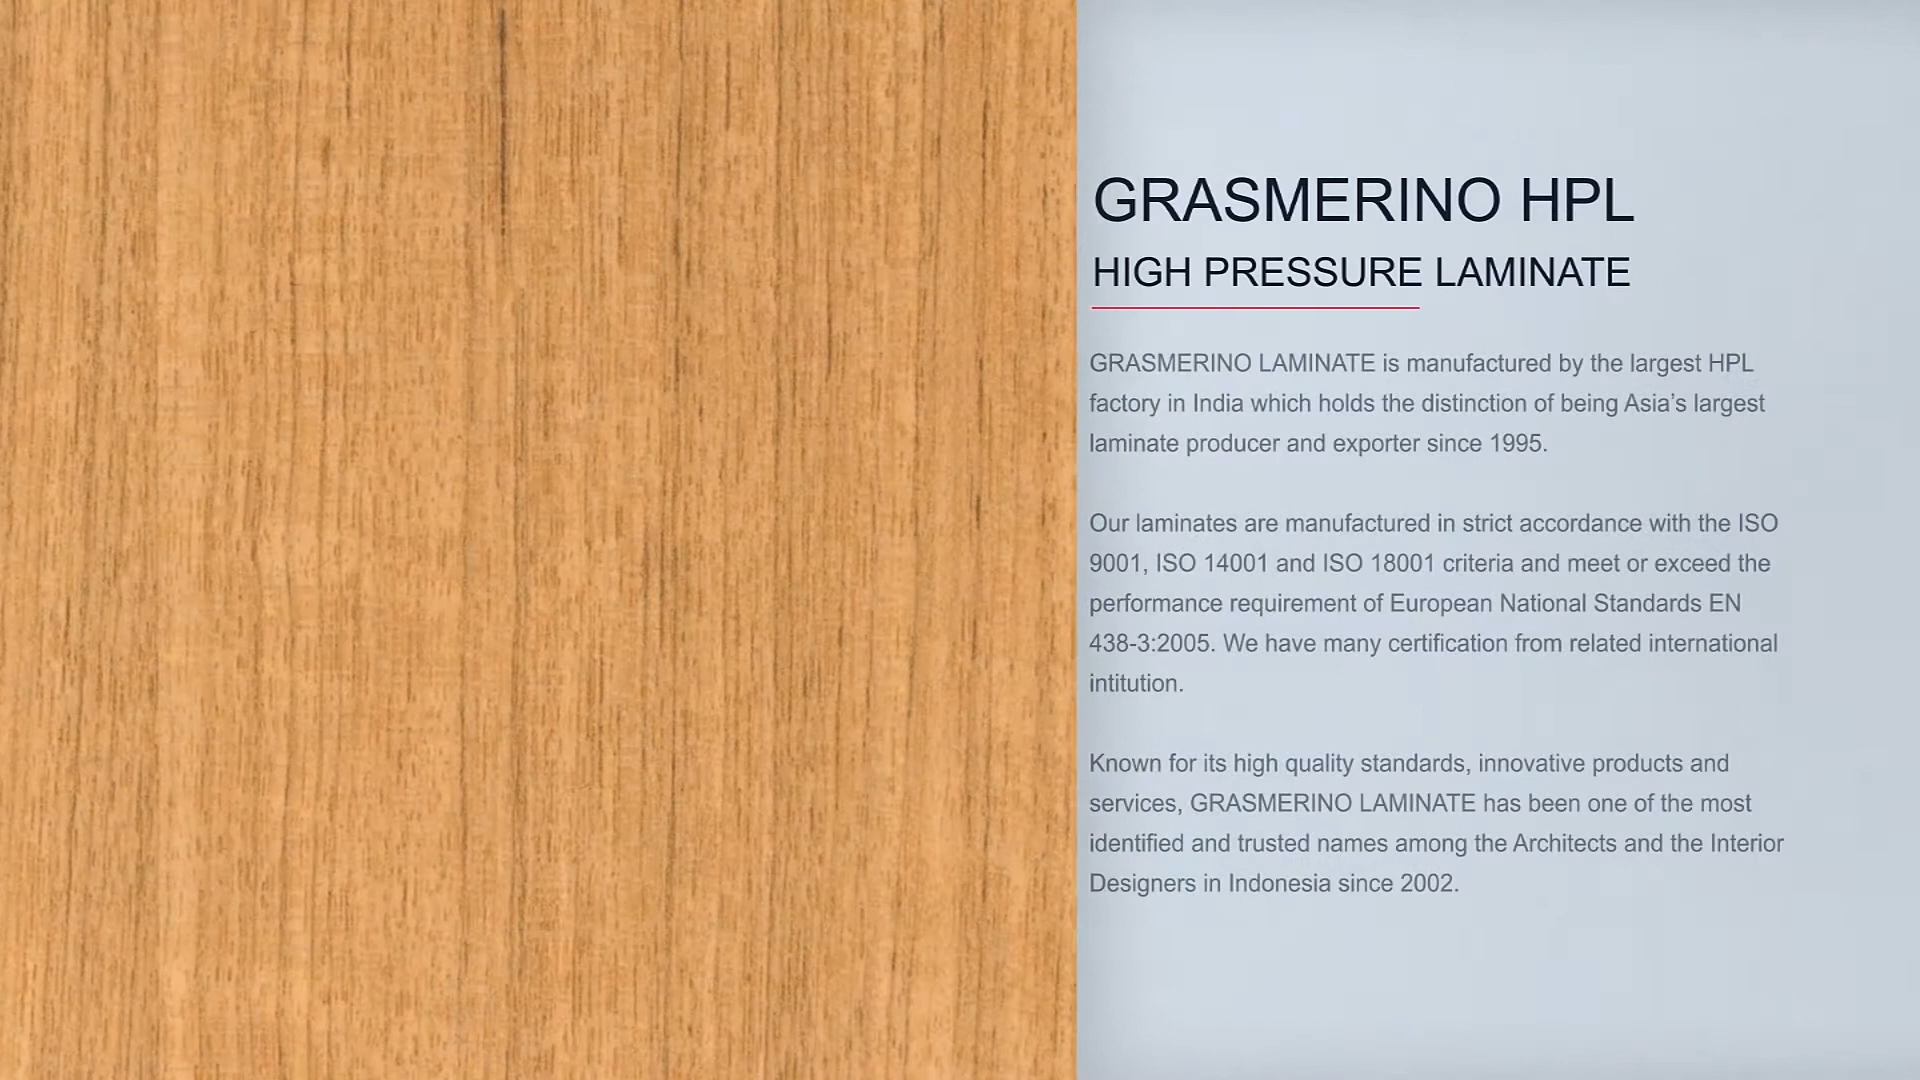 GRASMERINO HPL
HIGH PRESSURE LAMINATE
GRASMERINO LAMINATE is manufactured by the largest HPL
factory in India which holds the distinction of being Asia’s largest
laminate producer and exporter since 1995.
Our laminates are manufactured in strict accordance with the ISO
9001, ISO 14001 and ISO 18001 criteria and meet or exceed the
performance requirement of European National Standards EN
438-3:2005. We have many certification from related international
intitution.
Known for its high quality standards, innovative products and
services, GRASMERINO LAMINATE has been one of the most
identified and trusted names among the Architects and the Interior
Designers in Indonesia since 2002.